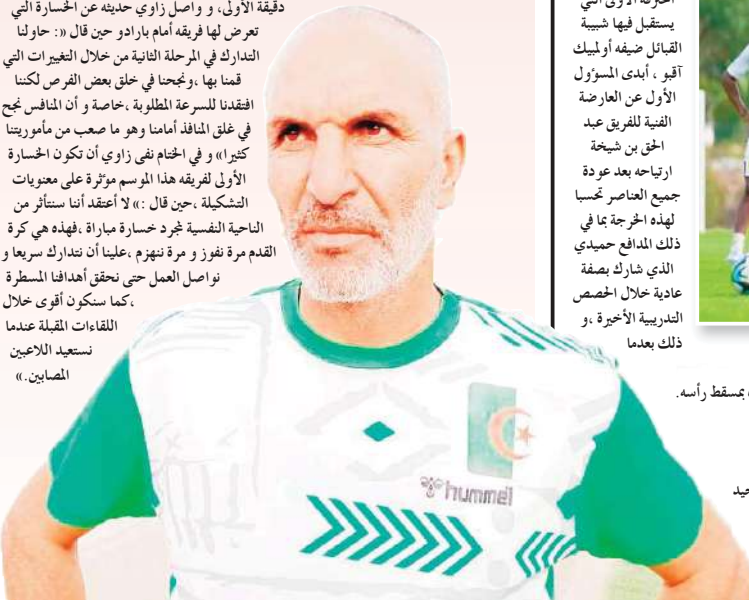 دقيقة الأولى، و واصل زاوي حديثه عن الخسارة التي
تعرض لها فريقه أمام بارادو حين قال «: حاولنا
التدارك في المرحلة الثانية من خلال التغييرات التي
قمنا بها ،ونجحنا في خلق بعض الفرص لكننا
افتقدنا للسرعة المطلوبة ،خاصة و أن المنافس نجح
في غلق المنافذ أمامنا وهو ما صعب من مأموريتنا
كثيرا» و في الختام نفى زاوي أن تكون الخسارة
الأولى لفريقه هذا الموسم مؤثرة على معنويات
التشكيلة ،حين قال :» لا أعتقد أننا سنتأثر من
الناحية النفسية لمجرد خسارة مباراة ،فهذه هي كرة
القدم مرة نفوز و مرة ننهزم ،علينا أن نتدارك سريعا و
نواصل العمل حتى نحقق أهدافنا المسطرة
،كما سنكون أقوى خلال
اللقاءات المقبلة عندما
نستعيد اللاعبين
المصابين.»
يستقبل فيها شبيبة
القبائل ضيفه أولمبيك
آقبو ، أبدى المسؤول
الأول عن العارضة
الفنية للفريق عبد
الحق بن شيخة
ارتياحه بعد عودة
جميع العناصر تحسبا
لهذه الخرجة بما في
ذلك المدافع حميدي
الذي شارك بصفة
عادية خلال الحصص
التدريبية الأخيرة ،و
ذلك بعدما
بمسقط رأسه.
hummel